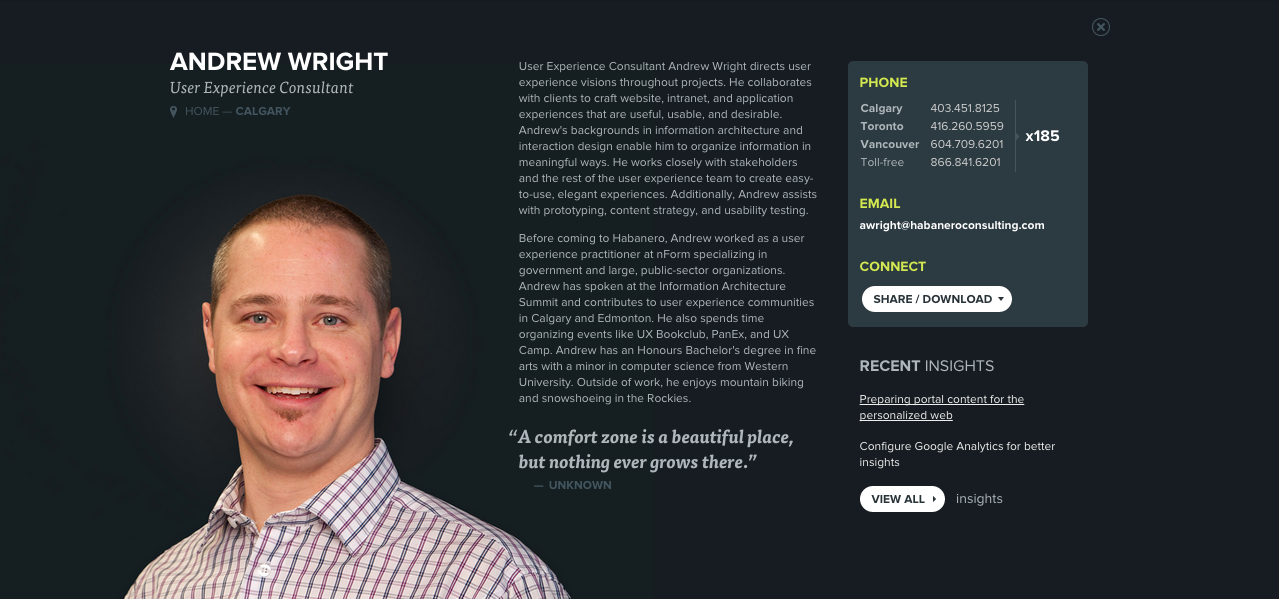 ANDREW WRIGHT
User Experience Consultant
HOME — CALGARY
User Experience Consultant Andrew Wright directs user
experience visions throughout projects. He collaborates
with clients to craft website, intranet, and application
experiences that are useful, usable, and desirable.
Andrew's backgrounds in information architecture and
interaction design enable him to organize information in
meaningful ways. He works closely with stakeholders
and the rest of the user experience team to create easy-
to-use, elegant experiences. Additionally, Andrew assists
with prototyping, content strategy, and usability testing.
Before coming to Habanero, Andrew worked as a user
experience practitioner at nForm specializing in
government and large, public-sector organizations.
Andrew has spoken at the Information Architecture
Summit and contributes to user experience communities
in Calgary and Edmonton. He also spends time
organizing events like UX Bookclub, PanEx, and UX
Camp. Andrew has an Honours Bachelor's degree in fine
arts with a minor in computer science from Western
University. Outside of work, he enjoys mountain biking
and snowshoeing in the Rockies.
“A comfort zone is a beautiful place,
but nothing ever grows there.”
— UNKNOWN
PHONE
Calgary 403.451.8125
Toronto 416.260.5959
Vancouver 604.709.6201
Toll-free 866.841.6201
x185
EMAIL
awright@habaneroconsulting.com
CONNECT
SHARE / DOWNLOAD
RECENT INSIGHTS
Preparing portal content for the
personalized web
Configure Google Analytics for better
insights
VIEW ALL insights